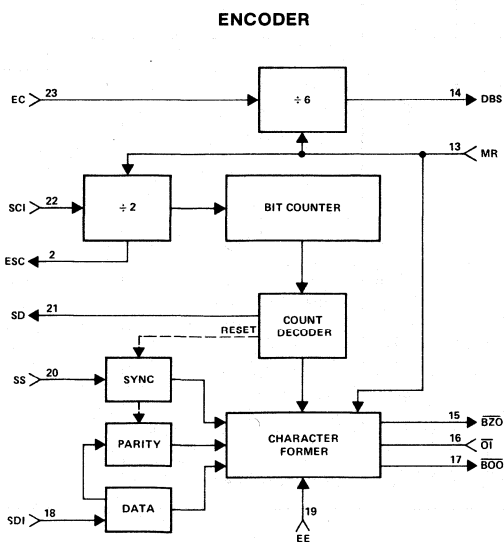 ENCODER
EC 23 ÷ 6 14 DBS
13 MR
SCI 22 ÷ 2 BIT COUNTER
ESC 2
SD 21 COUNT DECODER
RESET
SS 20 SYNC
15 BZO
PARITY CHARACTER FORMER 16 OI
17 BOO
SDI 18 DATA
19
EE